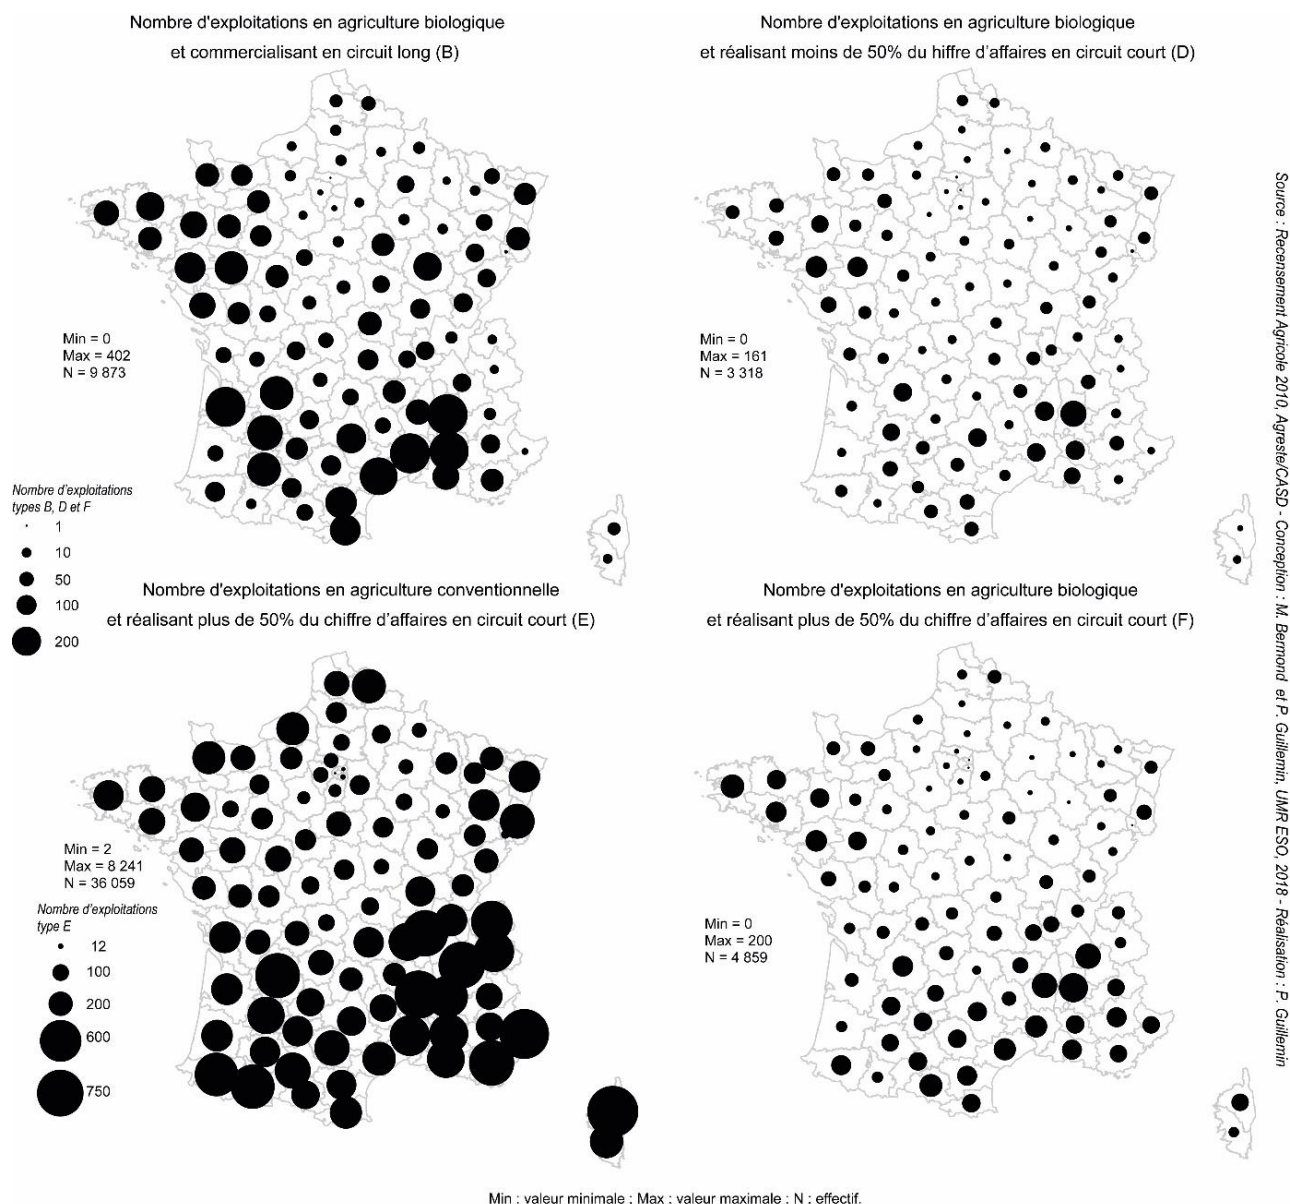 Nombre d'exploitations en agriculture biologique
et commercialisant en circuit long (B)
Nombre d'exploitations en agriculture biologique
et réalisant moins de 50% du hiffre d'affaires en circuit court (D)
Min = 0
Max = 402
N = 9 873
Min = 0
Max = 161
N = 3 318
Nombre d'exploitations
types B, D et F
1
10
50
100
200
Nombre d'exploitations en agriculture conventionnelle
et réalisant plus de 50% du chiffre d'affaires en circuit court (E)
Nombre d'exploitations en agriculture biologique
et réalisant plus de 50% du chiffre d'affaires en circuit court (F)
Min = 2
Max = 8 241
N = 36 059
Nombre d'exploitations
type E
12
100
200
600
750
Min = 0
Max = 200
N = 4 859
Source : Recensement Agricole 2010, Agreste/CASD - Conception : M. Bermond et P. Guillemin, UMR ESO, 2018 - Réalisation : P. Guillemin
Min : valeur minimale ; Max : valeur maximale ; N : effectif.